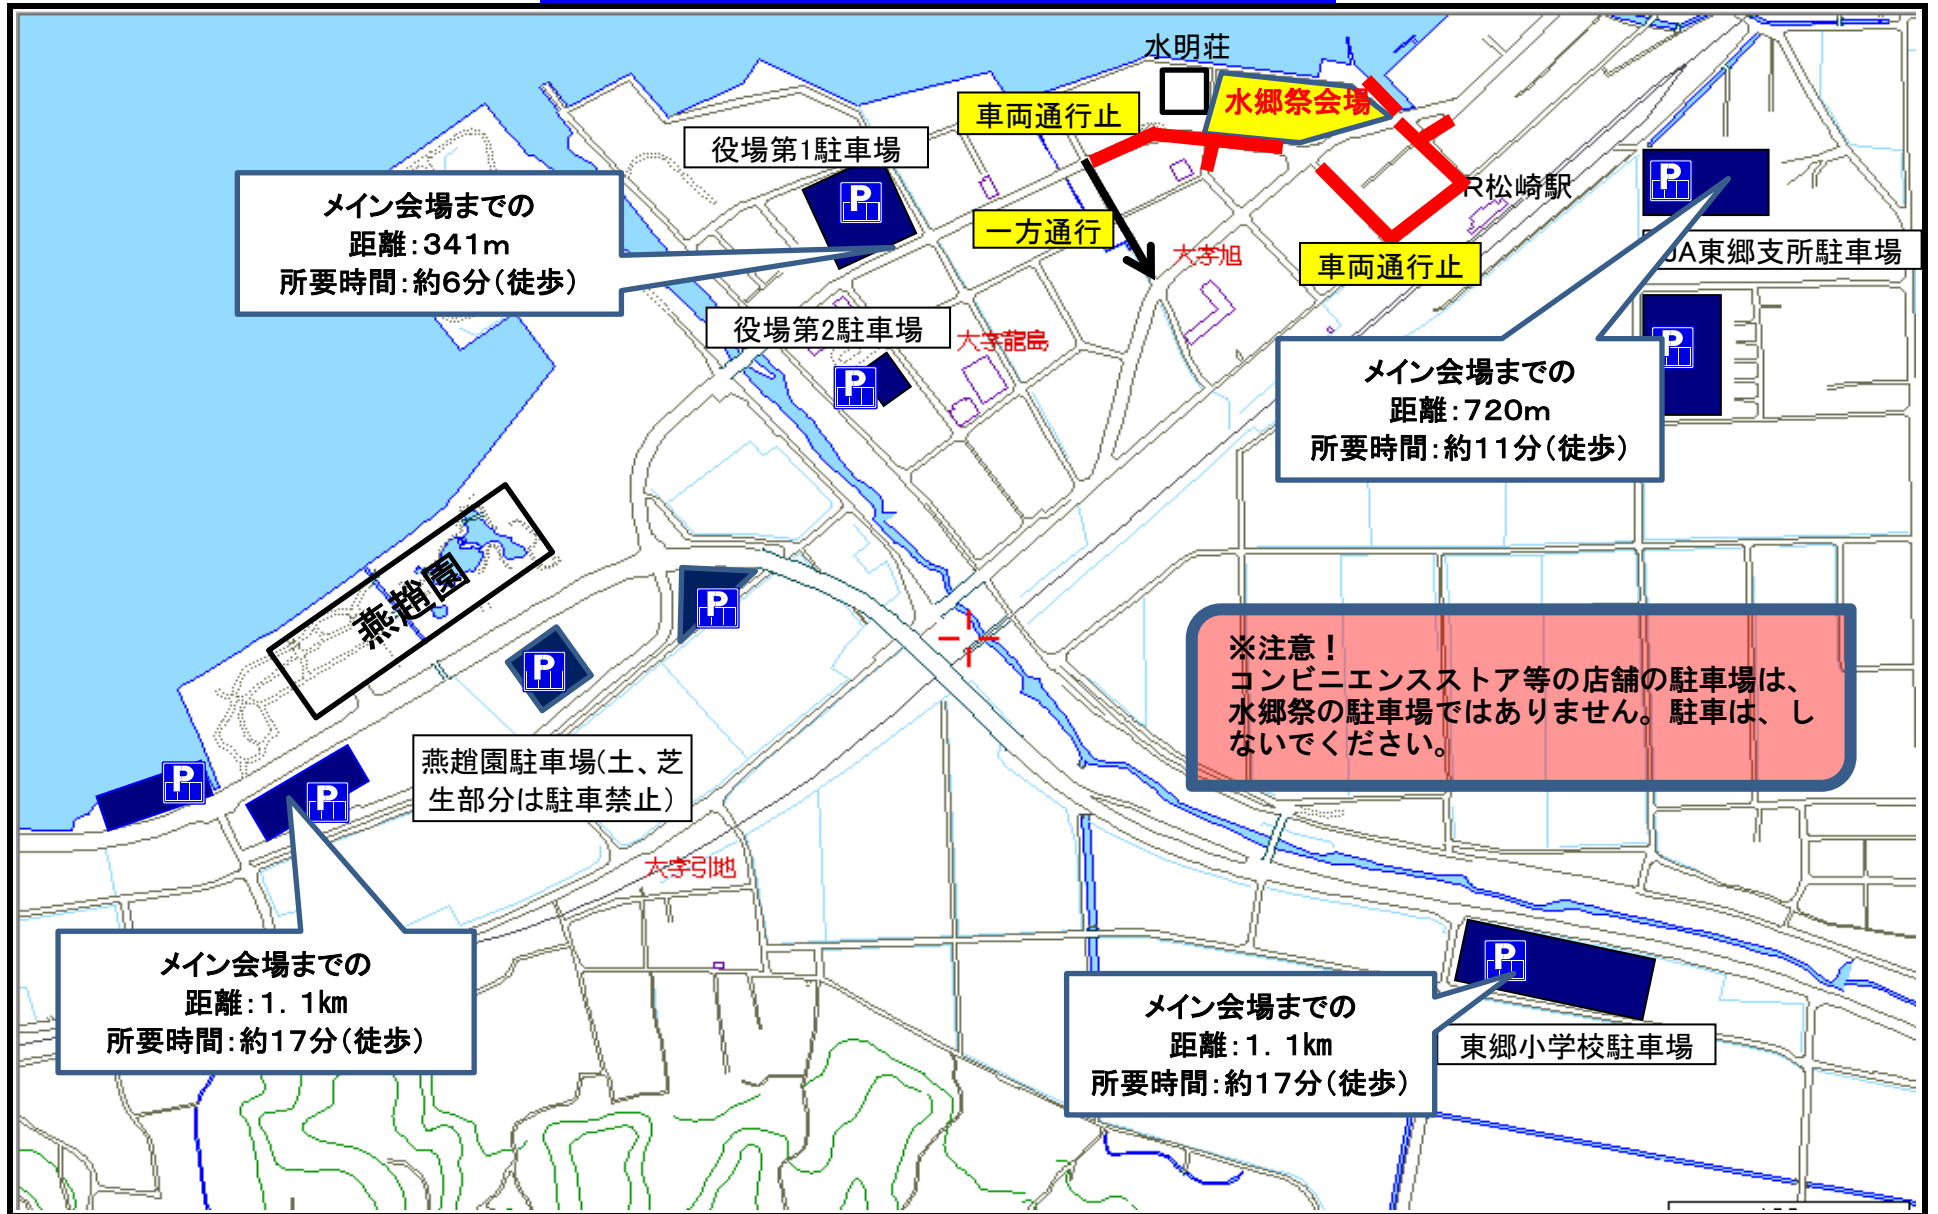 水明荘
水郷祭会場
車両通行止
役場第1駐車場
P
メイン会場までの
距離:341m
所要時間:約6分(徒歩)
一方通行
大字旭
R松崎駅
車両通行止
P
JA東郷支所駐車場
役場第2駐車場
大字龍島
P
P
メイン会場までの
距離:720m
所要時間:約11分(徒歩)
燕趙園
P
P
※注意!
コンビニエンスストア等の店舗の駐車場は、
水郷祭の駐車場ではありません。駐車は、し
ないでください。
燕趙園駐車場(土、芝
生部分は駐車禁止)
P
P
大字引地
メイン会場までの
距離:1.1km
所要時間:約17分(徒歩)
P
メイン会場までの
距離:1.1km
所要時間:約17分(徒歩)
東郷小学校駐車場